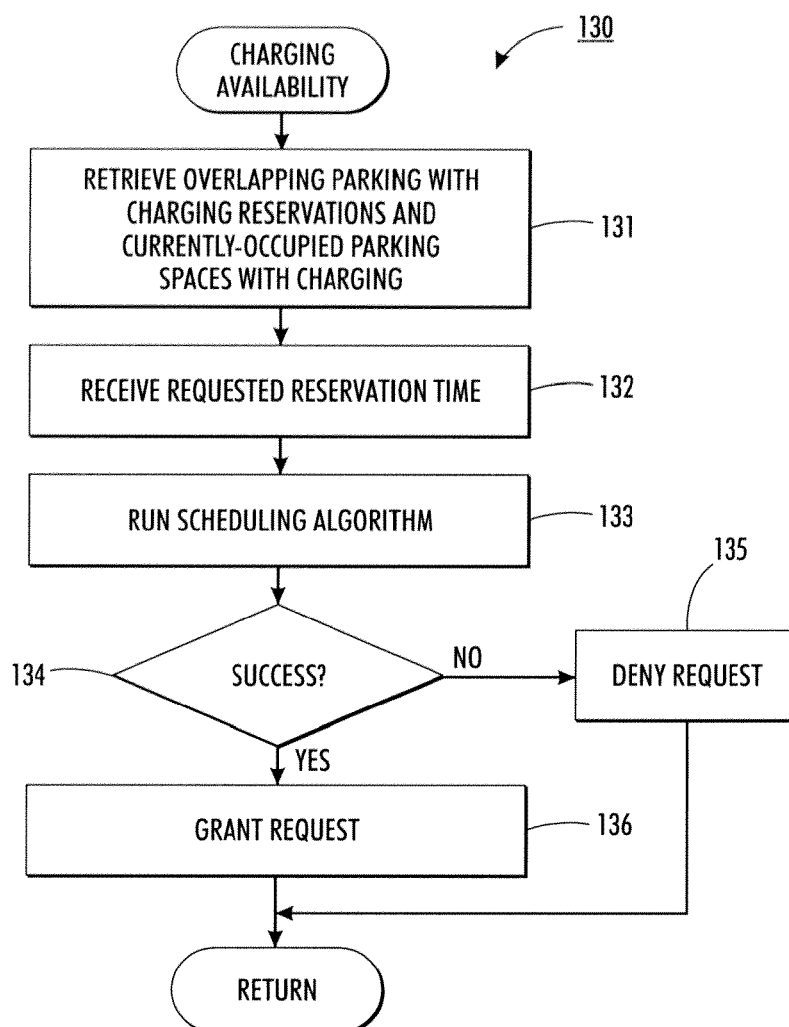 130
CHARGING
AVAILABILITY
RETRIEVE OVERLAPPING PARKING WITH
CHARGING RESERVATIONS AND
CURRENTLY-OCCUPIED PARKING
SPACES WITH CHARGING
131
RECEIVE REQUESTED RESERVATION TIME
132
RUN SCHEDULING ALGORITHM
133
134
SUCCESS?
NO
135
DENY REQUEST
YES
GRANT REQUEST
136
RETURN